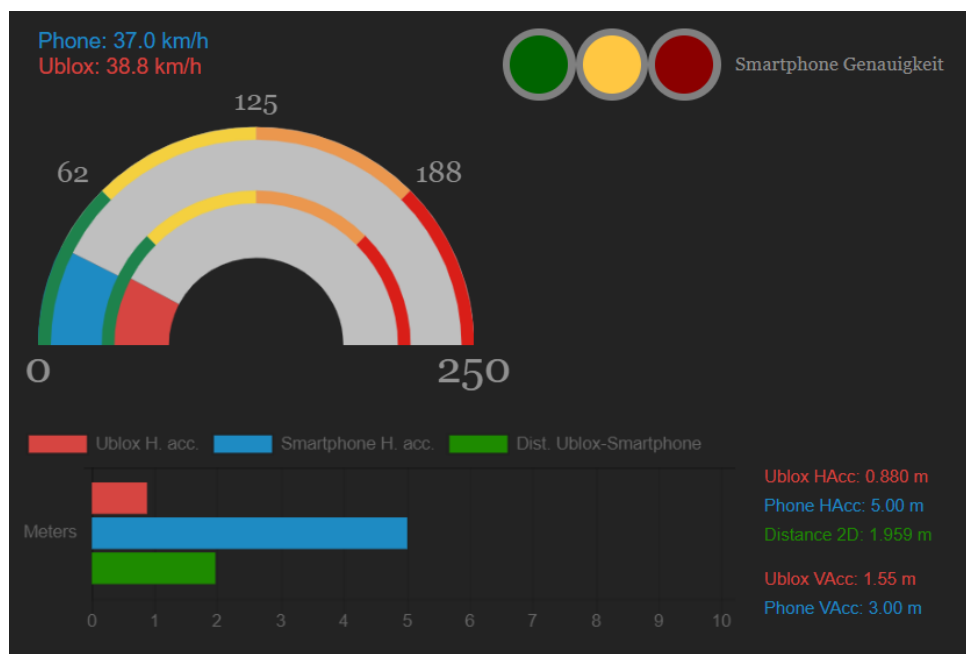 Phone: 37.0 km/h
Ublox: 38.8 km/h
Smartphone Genauigkeit
125
62
188
0
250
Ublox H. acc. Smartphone H. acc. Dist. Ublox-Smartphone
Meters
0 1 2 3 4 5 6 7 8 9 10
Ublox HAcc: 0.880 m
Phone HAcc: 5.00 m
Distance 2D: 1.959 m
Ublox VAcc: 1.55 m
Phone VAcc: 3.00 m